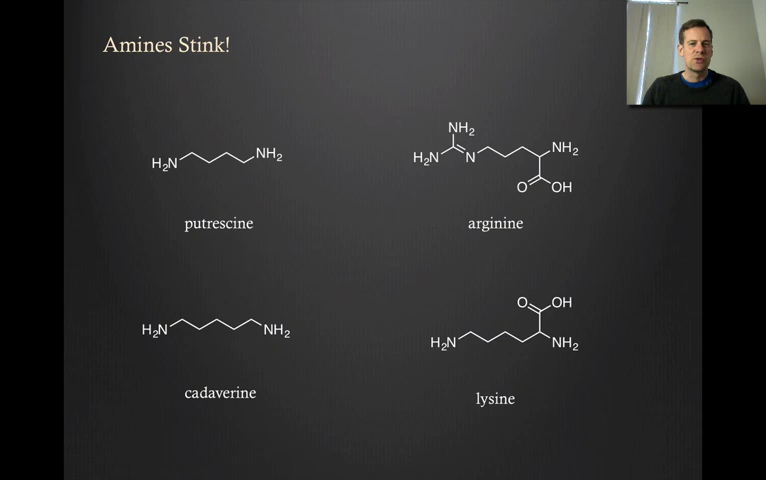 Amines Stink!
H₂N NH₂
putrescine
NH₂
H₂N N NH₂
O OH
arginine
H₂N NH₂
cadaverine
O OH
H₂N NH₂
lysine